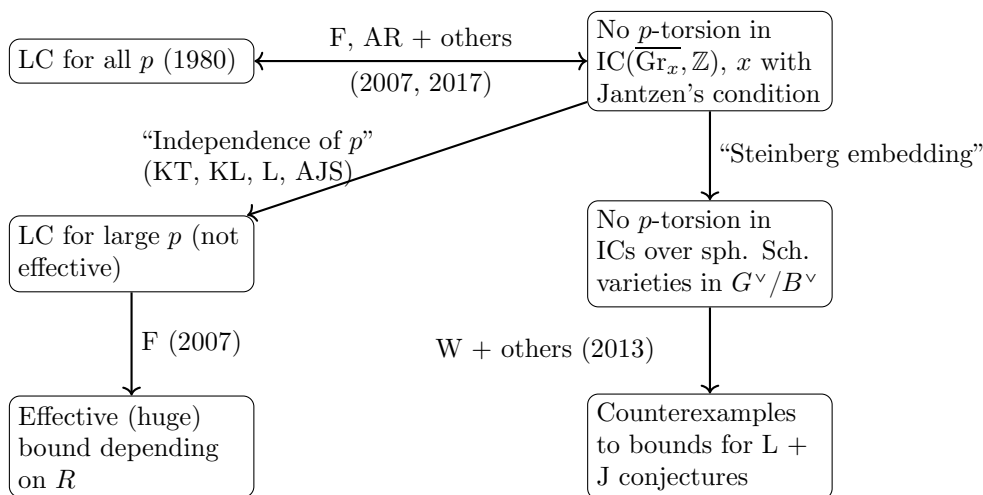 LC for all p (1980)
F, AR + others
(2007, 2017)
No p-torsion in
IC(\overline{Gr_x}, ℤ), x with
Jantzen's condition
“Independence of p”
(KT, KL, L, AJS)
“Steinberg embedding”
LC for large p (not
effective)
No p-torsion in
ICs over sph. Sch.
varieties in G^∨/B^∨
F (2007)
W + others (2013)
Effective (huge)
bound depending
on R
Counterexamples
to bounds for L +
J conjectures